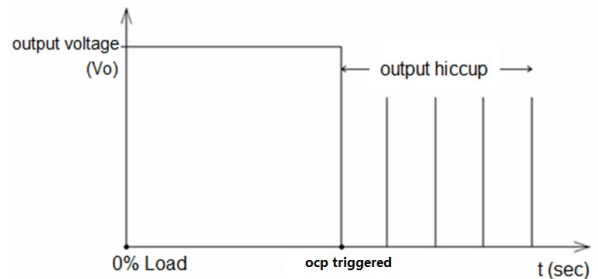 output voltage
(Vo)
output hiccup
0% Load
ocp triggered
t (sec)